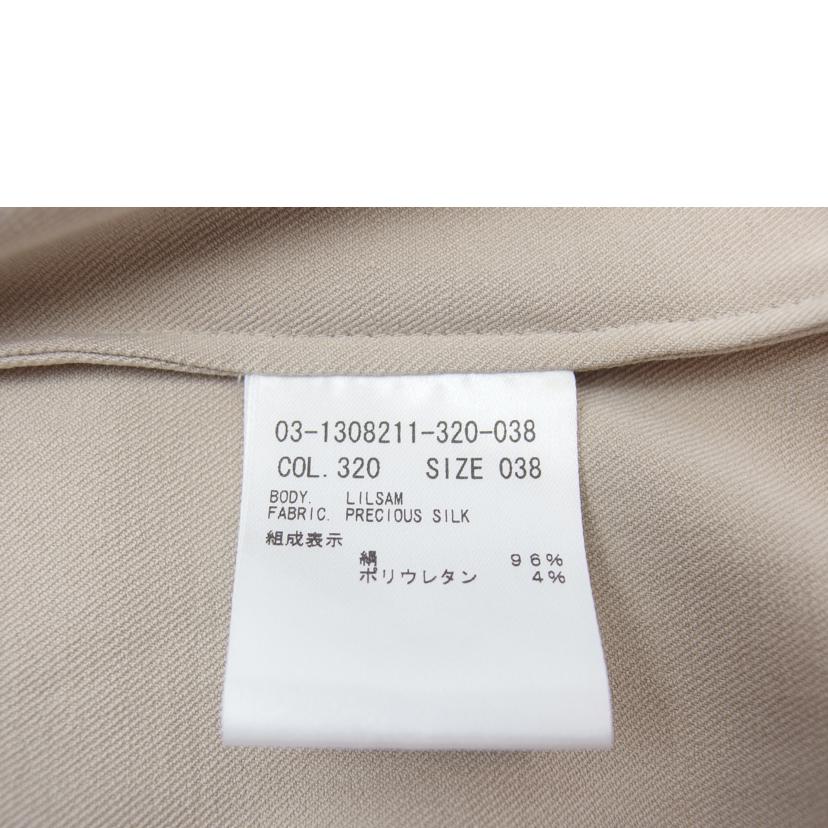 03-1308211-320-038
COL. 320 SIZE 038
BODY. LILSAM
FABRIC. PRECIOUS SILK
組成表示
絹 96%
ポリウレタン 4%